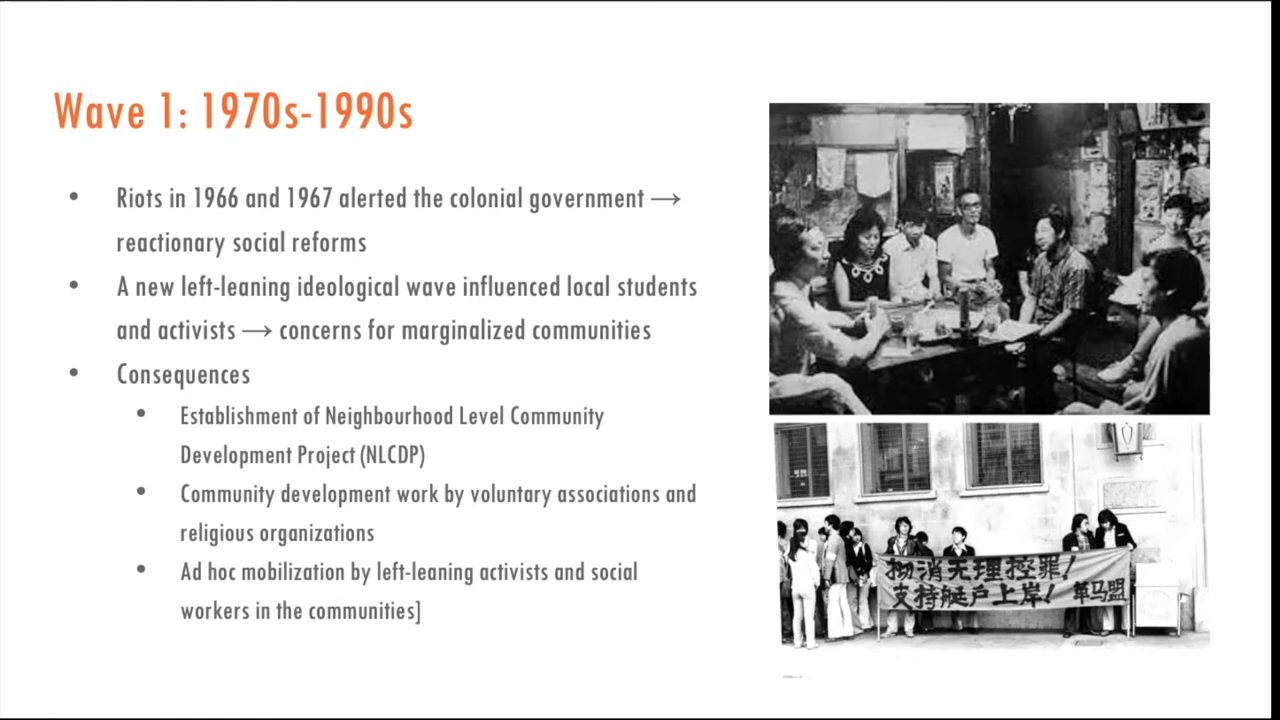 Wave 1: 1970s-1990s
• Riots in 1966 and 1967 alerted the colonial government →
reactionary social reforms
• A new left-leaning ideological wave influenced local students
and activists → concerns for marginalized communities
• Consequences
• Establishment of Neighbourhood Level Community
Development Project (NLCDP)
• Community development work by voluntary associations and
religious organizations
• Ad hoc mobilization by left-leaning activists and social
workers in the communities]
撤消无理控罪!
支持艇户上岸! 革马盟